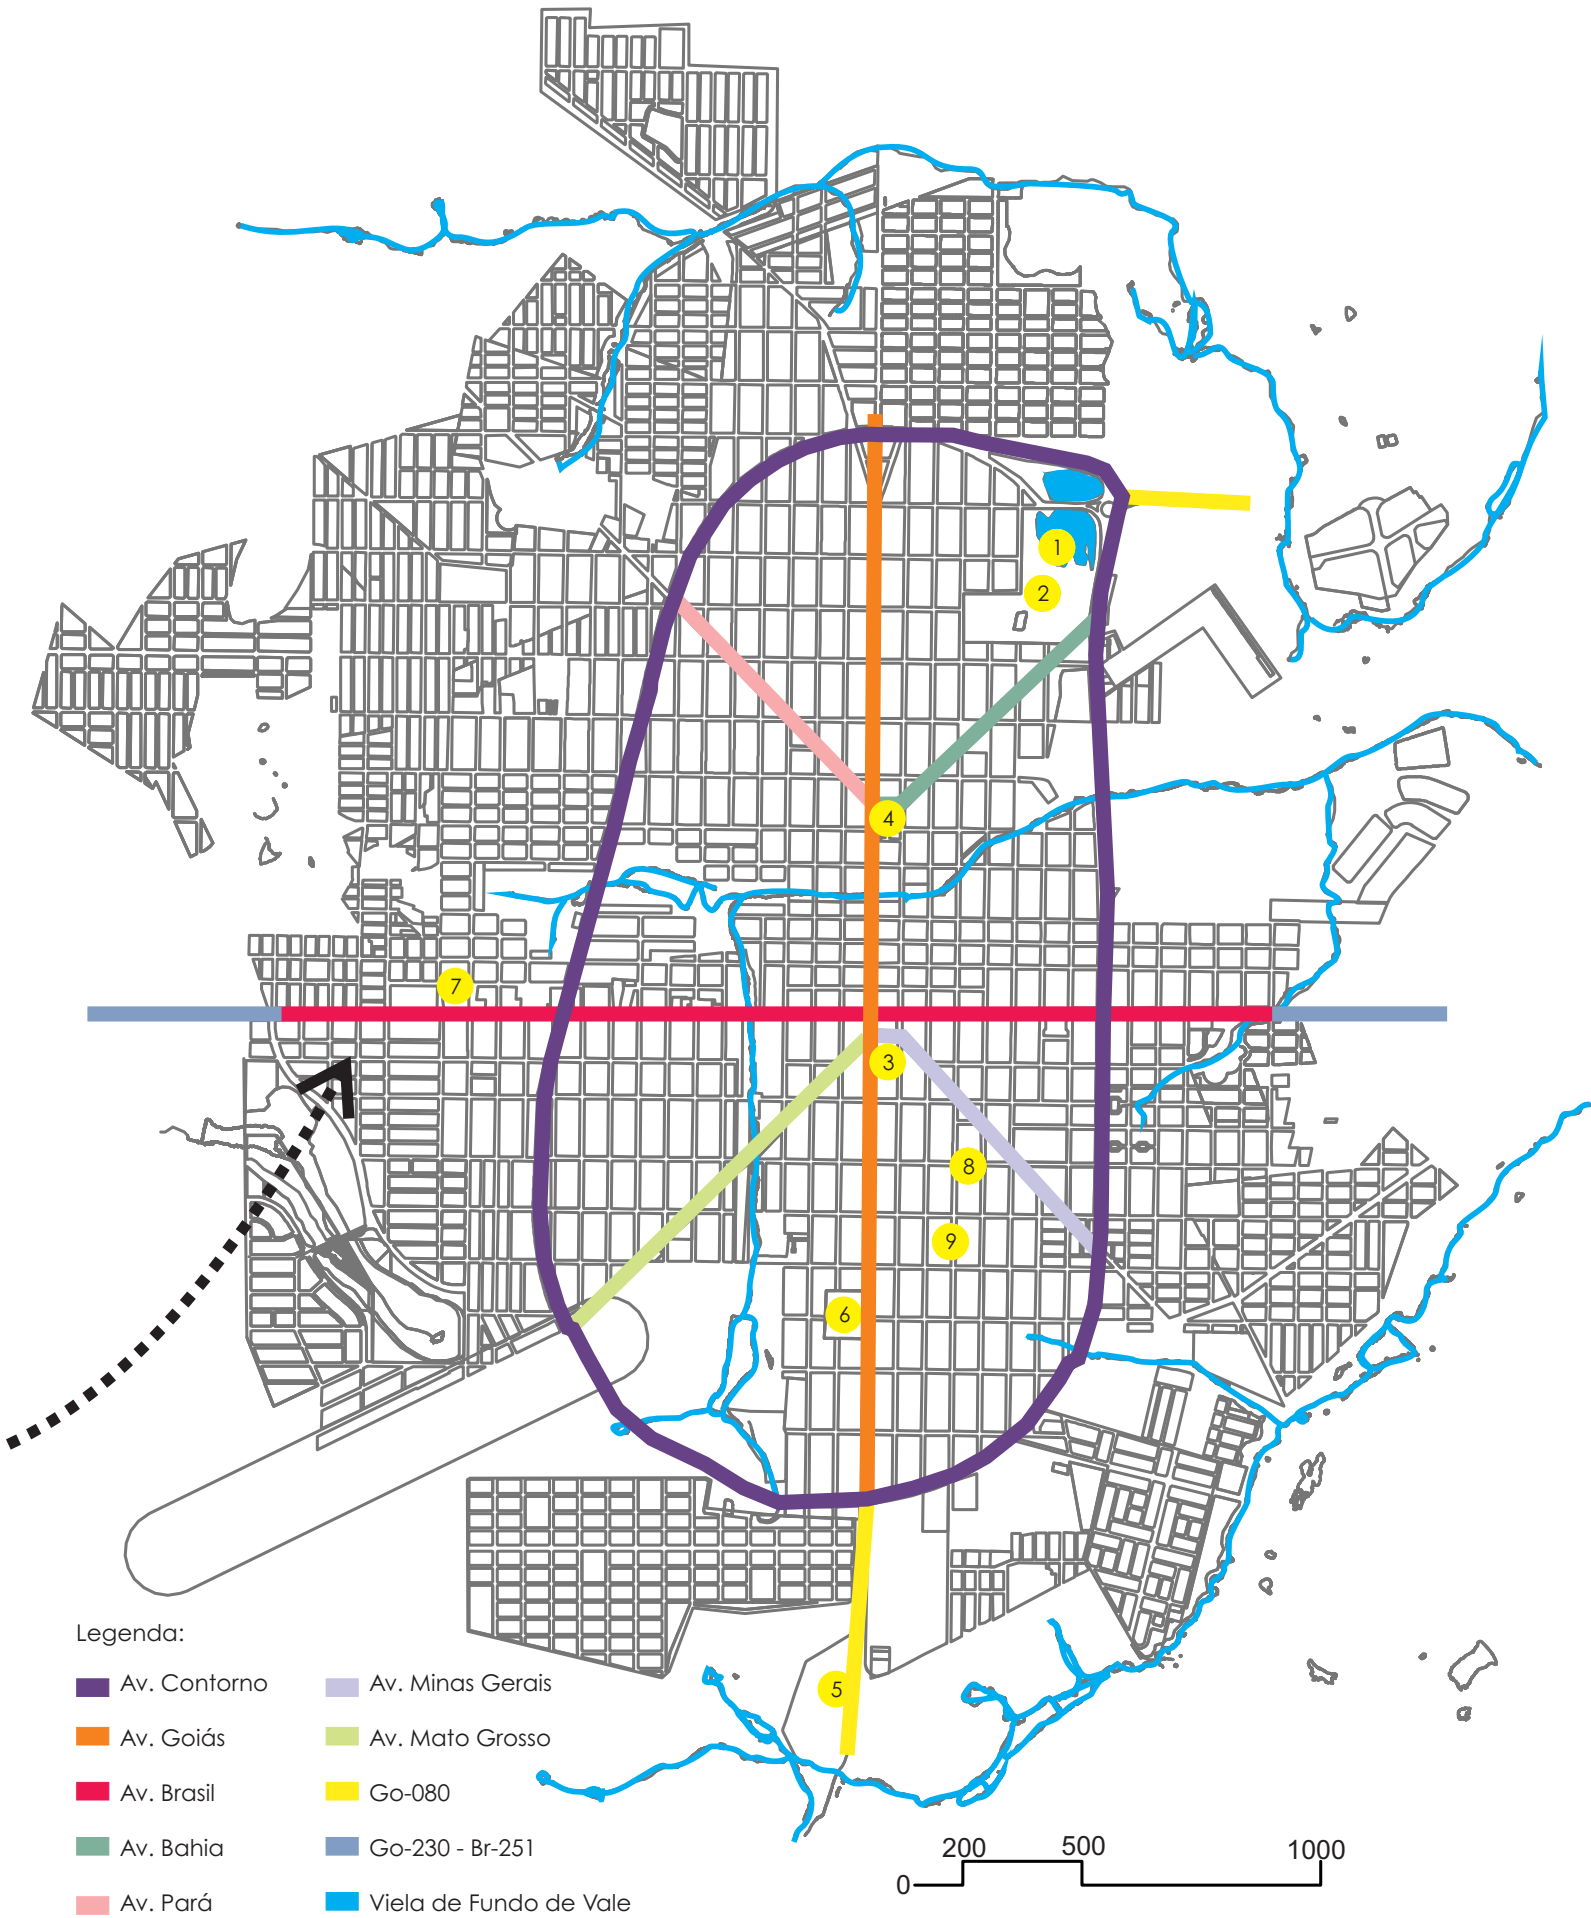 1
2
4
7
3
8
9
6
5
Legenda:
Av. Contorno
Av. Minas Gerais
Av. Goiás
Av. Mato Grosso
Av. Brasil
Go-080
Av. Bahia
Go-230 - Br-251
Av. Pará
Viela de Fundo de Vale
0 200 500 1000